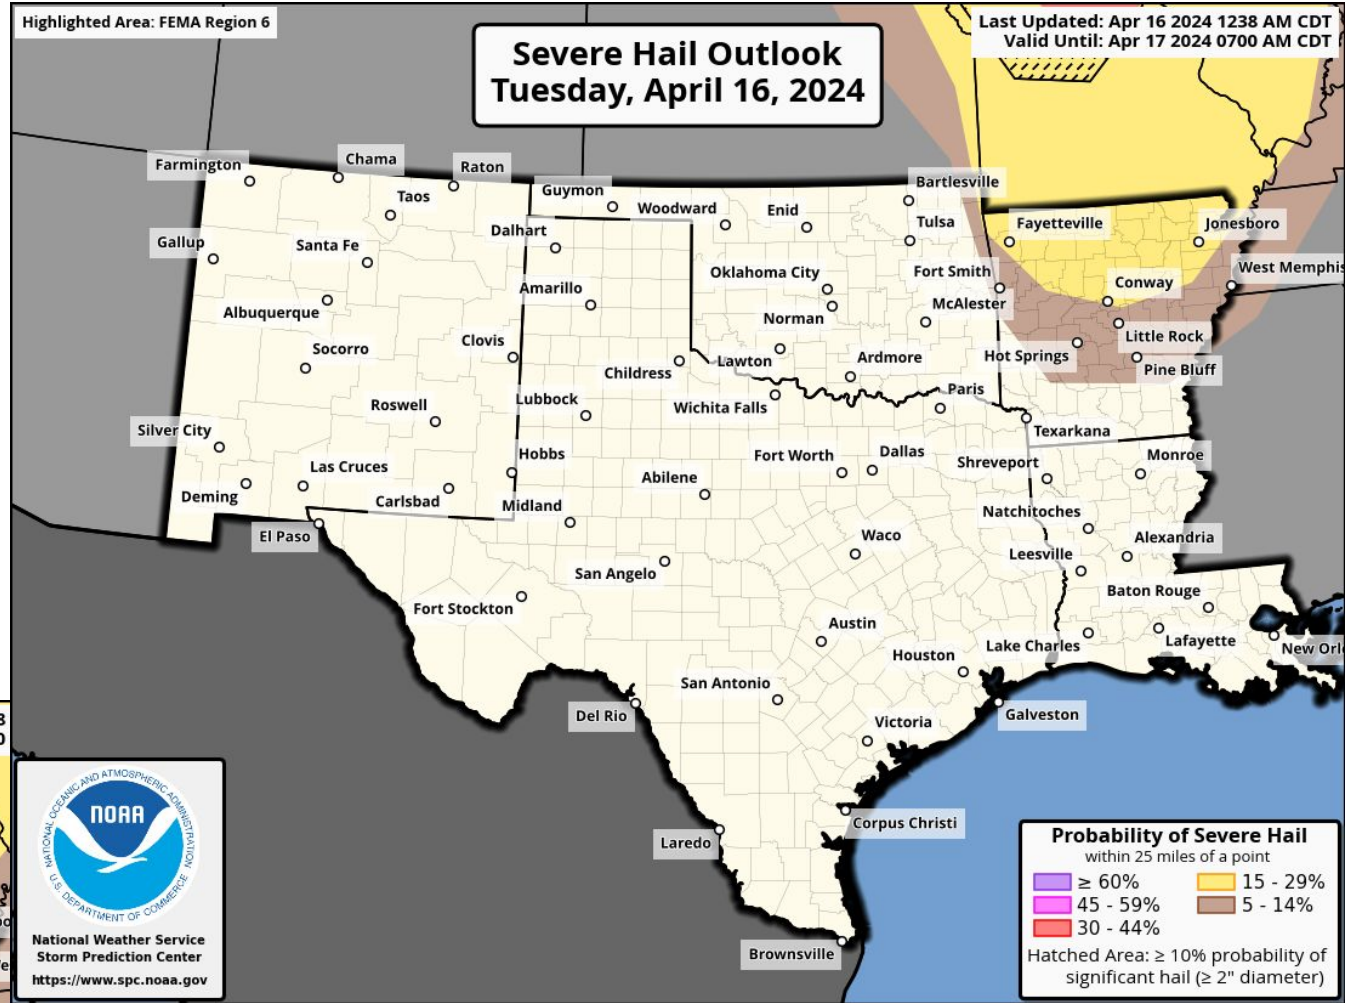 Highlighted Area: FEMA Region 6
Severe Hail Outlook
Tuesday, April 16, 2024
Last Updated: Apr 16 2024 1238 AM CDT
Valid Until: Apr 17 2024 0700 AM CDT
Farmington
Chama
Raton
Taos
Guymon
Woodward
Enid
Bartlesville
Tulsa
Fayetteville
Jonesboro
Gallup
Santa Fe
Dalhart
Albuquerque
Amarillo
Oklahoma City
Norman
Fort Smith
McAlester
Conway
West Memphis
Little Rock
Socorro
Clovis
Childress
Lawton
Ardmore
Hot Springs
Pine Bluff
Roswell
Lubbock
Wichita Falls
Paris
Texarkana
Silver City
Las Cruces
Hobbs
Abilene
Fort Worth
Dallas
Shreveport
Monroe
Deming
Carlsbad
Midland
Natchitoches
El Paso
Waco
Leesville
Alexandria
San Angelo
Baton Rouge
Fort Stockton
Austin
Houston
Lake Charles
Lafayette
New Orl
San Antonio
Del Rio
Victoria
Galveston
Laredo
Corpus Christi
Brownsville
8
0
NATIONAL OCEANIC AND ATMOSPHERIC ADMINISTRATION
NOAA
U.S. DEPARTMENT OF COMMERCE
National Weather Service
Storm Prediction Center
https://www.spc.noaa.gov
Probability of Severe Hail
within 25 miles of a point
≥ 60%
15 - 29%
45 - 59%
5 - 14%
30 - 44%
Hatched Area: ≥ 10% probability of
significant hail (≥ 2" diameter)